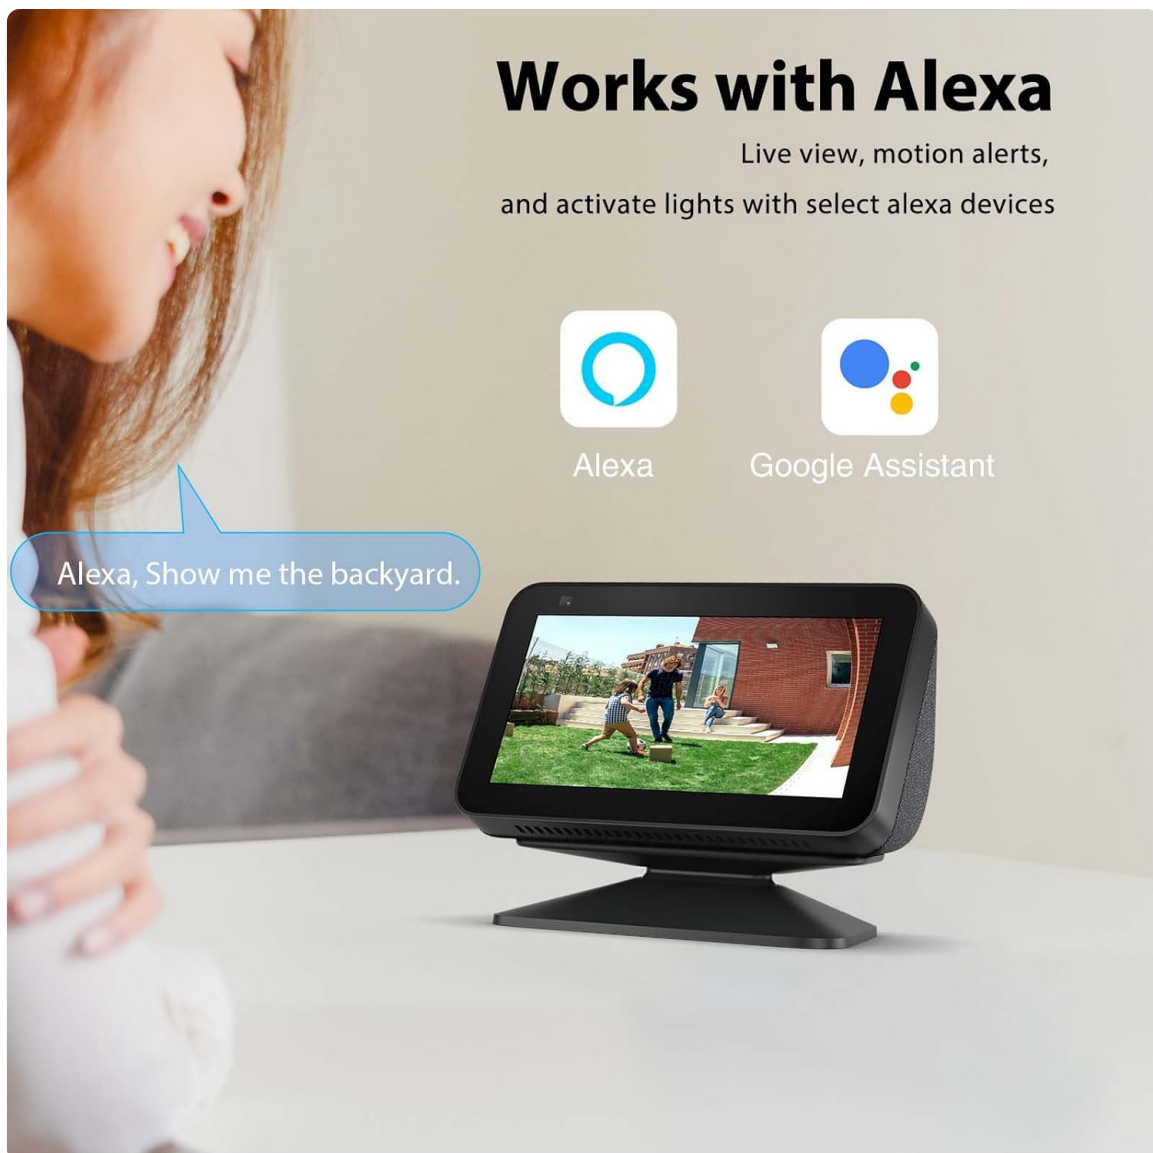 Works with Alexa
Live view, motion alerts,
and activate lights with select alexa devices
Alexa
Google Assistant
Alexa, Show me the backyard.